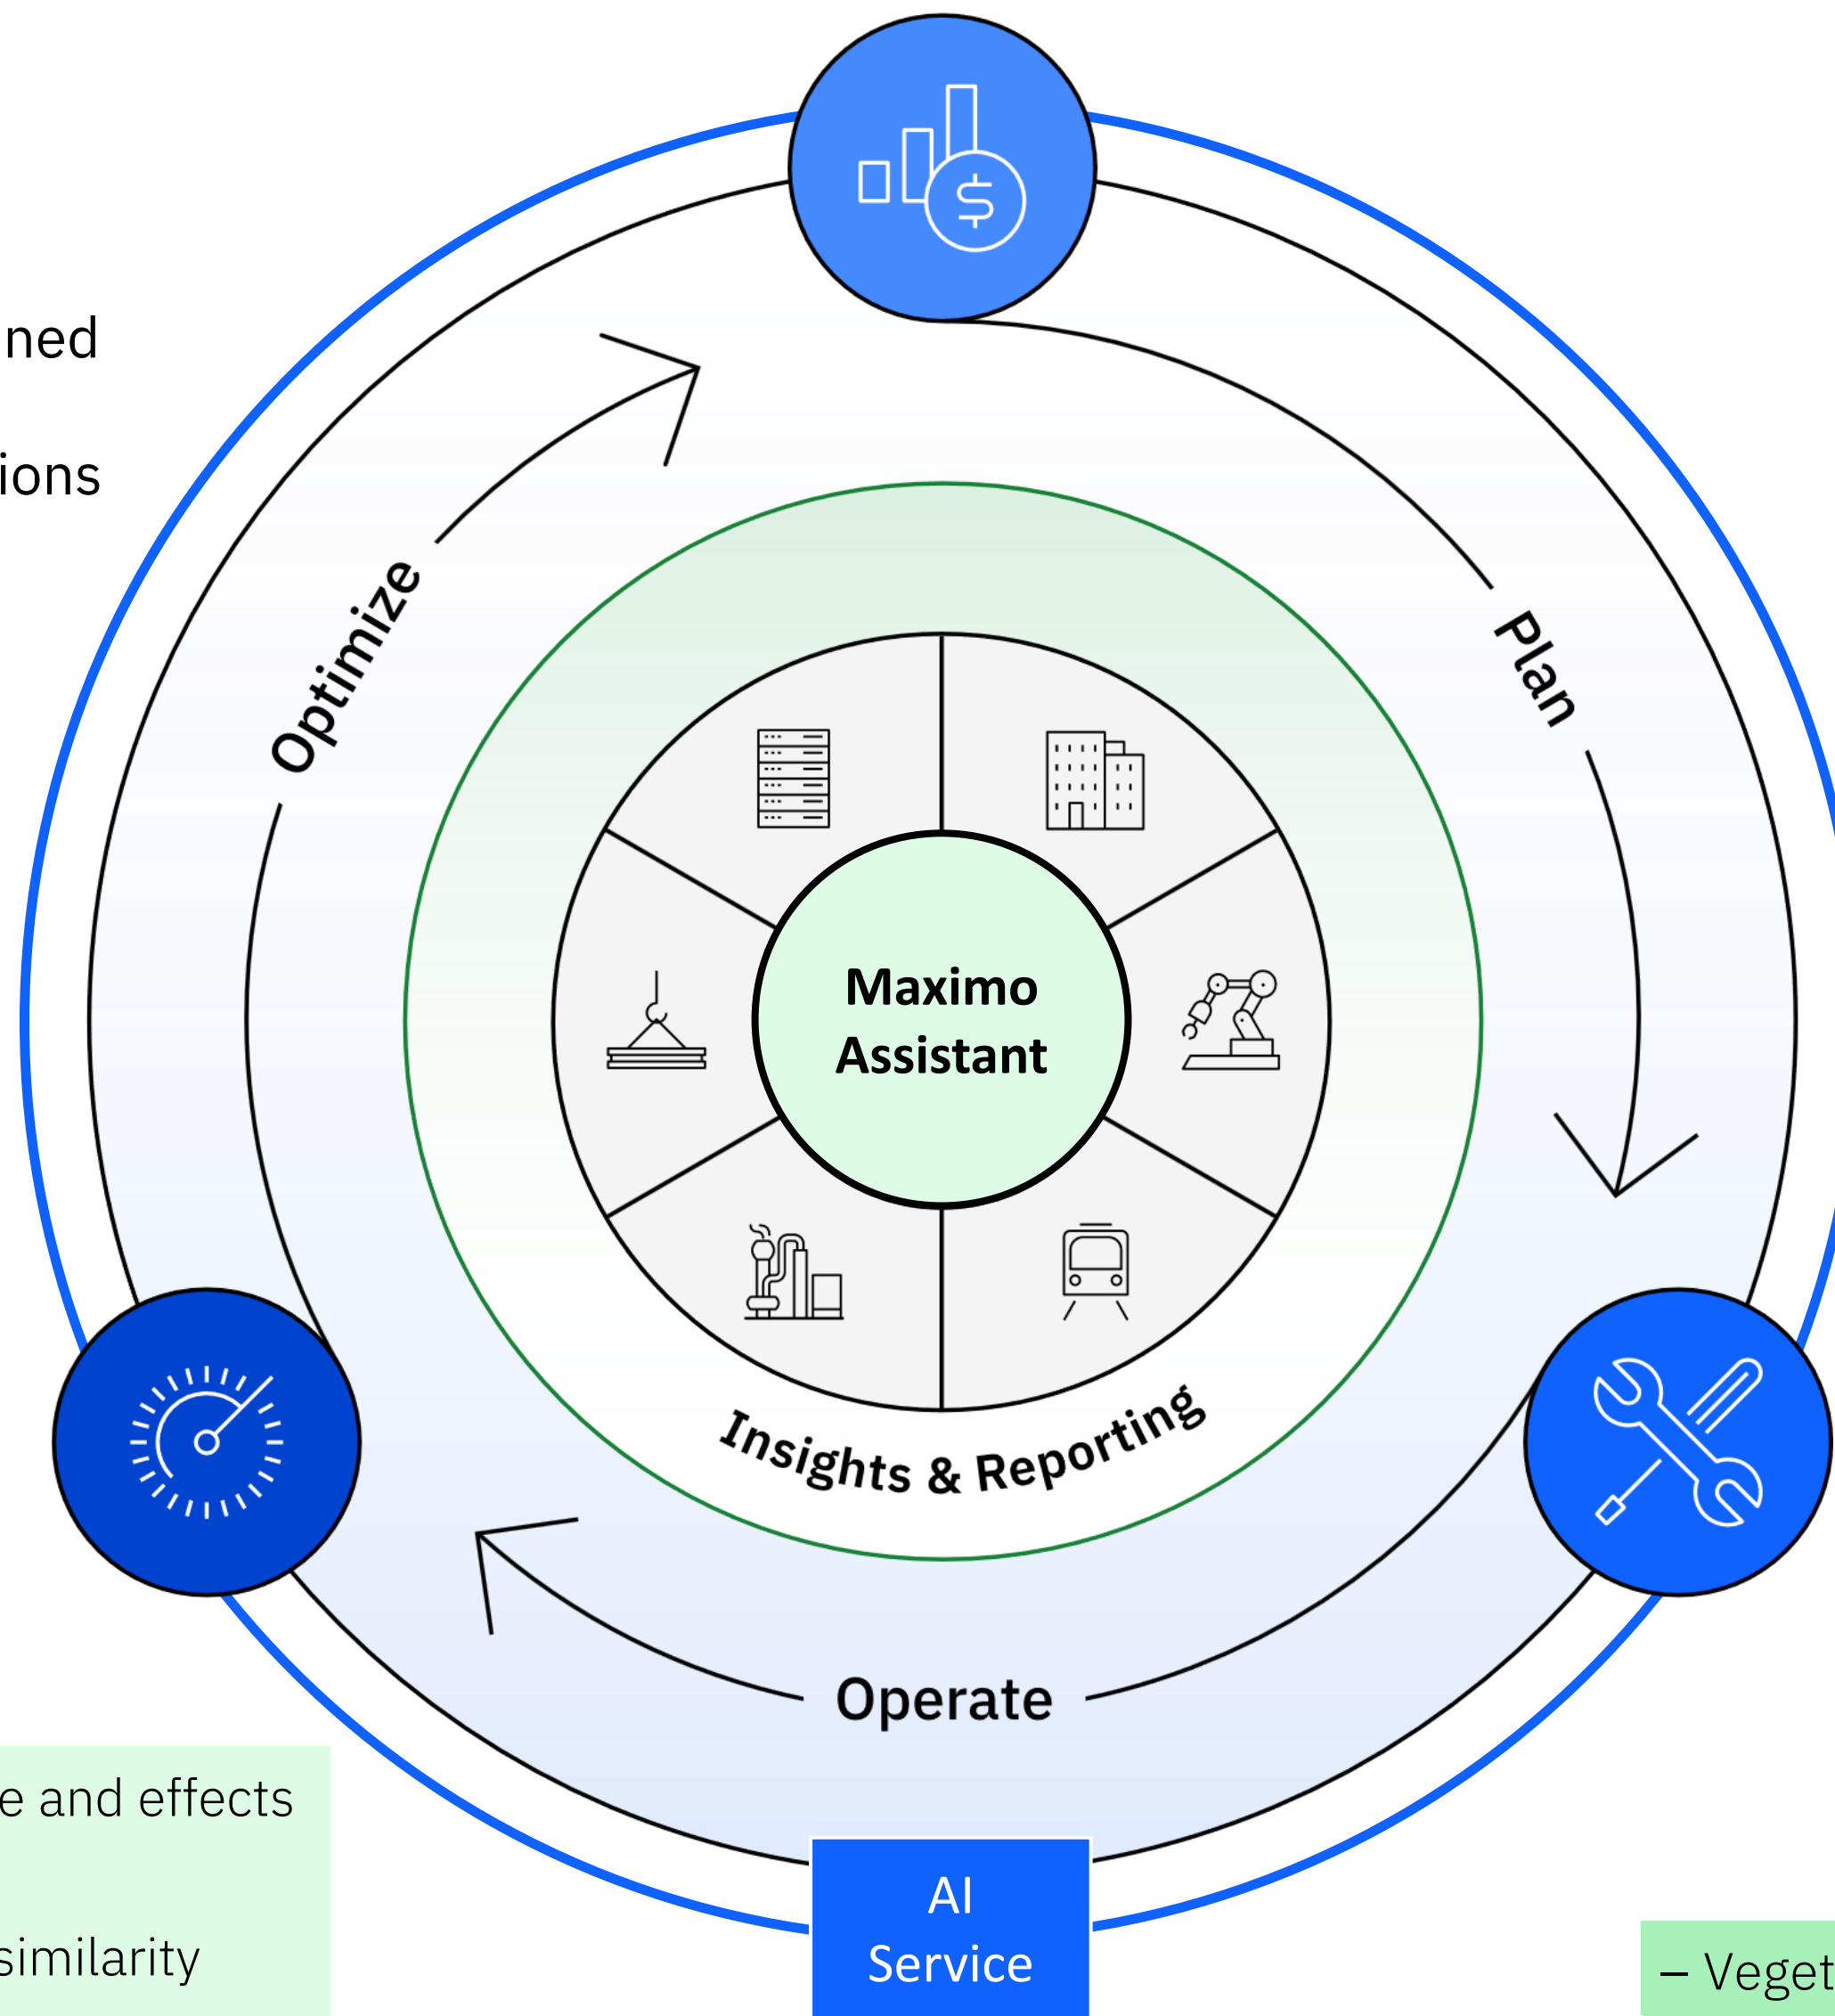 ned
ions
Optimize
Plan
Maximo
Assistant
Insights & Reporting
Operate
e and effects
similarity
AI
Service
– Veget